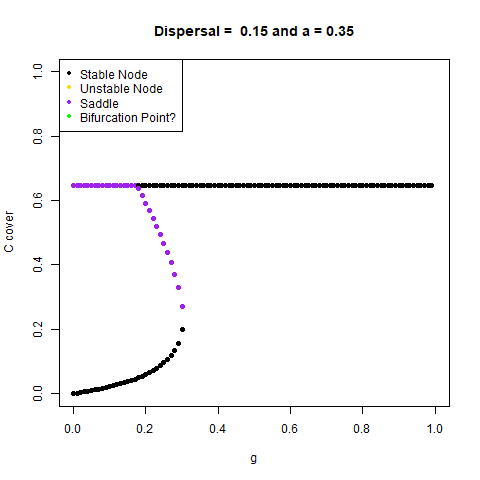 Dispersal =  0.15 and a = 0.35
Stable Node
Unstable Node
Saddle
Bifurcation Point?
C cover
1.0
0.8
0.6
0.4
0.2
0.0
0.0 0.2 0.4 0.6 0.8 1.0
g